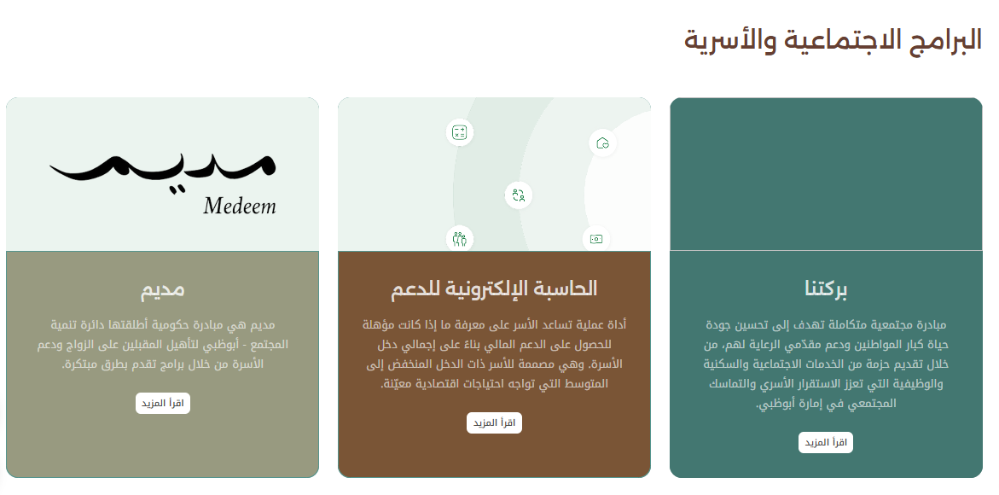 البرامج الاجتماعية والأسرية
بركتنا
مبادرة مجتمعية متكاملة تهدف إلى تحسين جودة
حياة كبار المواطنين ودعم مقدّمي الرعاية لهم، من
خلال تقديم حزمة من الخدمات الاجتماعية والسكنية
والوظيفية التي تعزز الاستقرار الأسري والتماسك
المجتمعي في إمارة أبوظبي.
اقرأ المزيد
الحاسبة الإلكترونية للدعم
أداة عملية تساعد الأسر على معرفة ما إذا كانت مؤهلة
للحصول على الدعم المالي بناءً على إجمالي دخل
الأسرة. وهي مصممة للأسر ذات الدخل المنخفض إلى
المتوسط التي تواجه احتياجات اقتصادية معيّنة.
اقرأ المزيد
مديم
Medeem
مديم
مديم هي مبادرة حكومية أطلقتها دائرة تنمية
المجتمع - أبوظبي لتأهيل المقبلين على الزواج ودعم
الأسرة من خلال برامج تقدم بطرق مبتكرة.
اقرأ المزيد